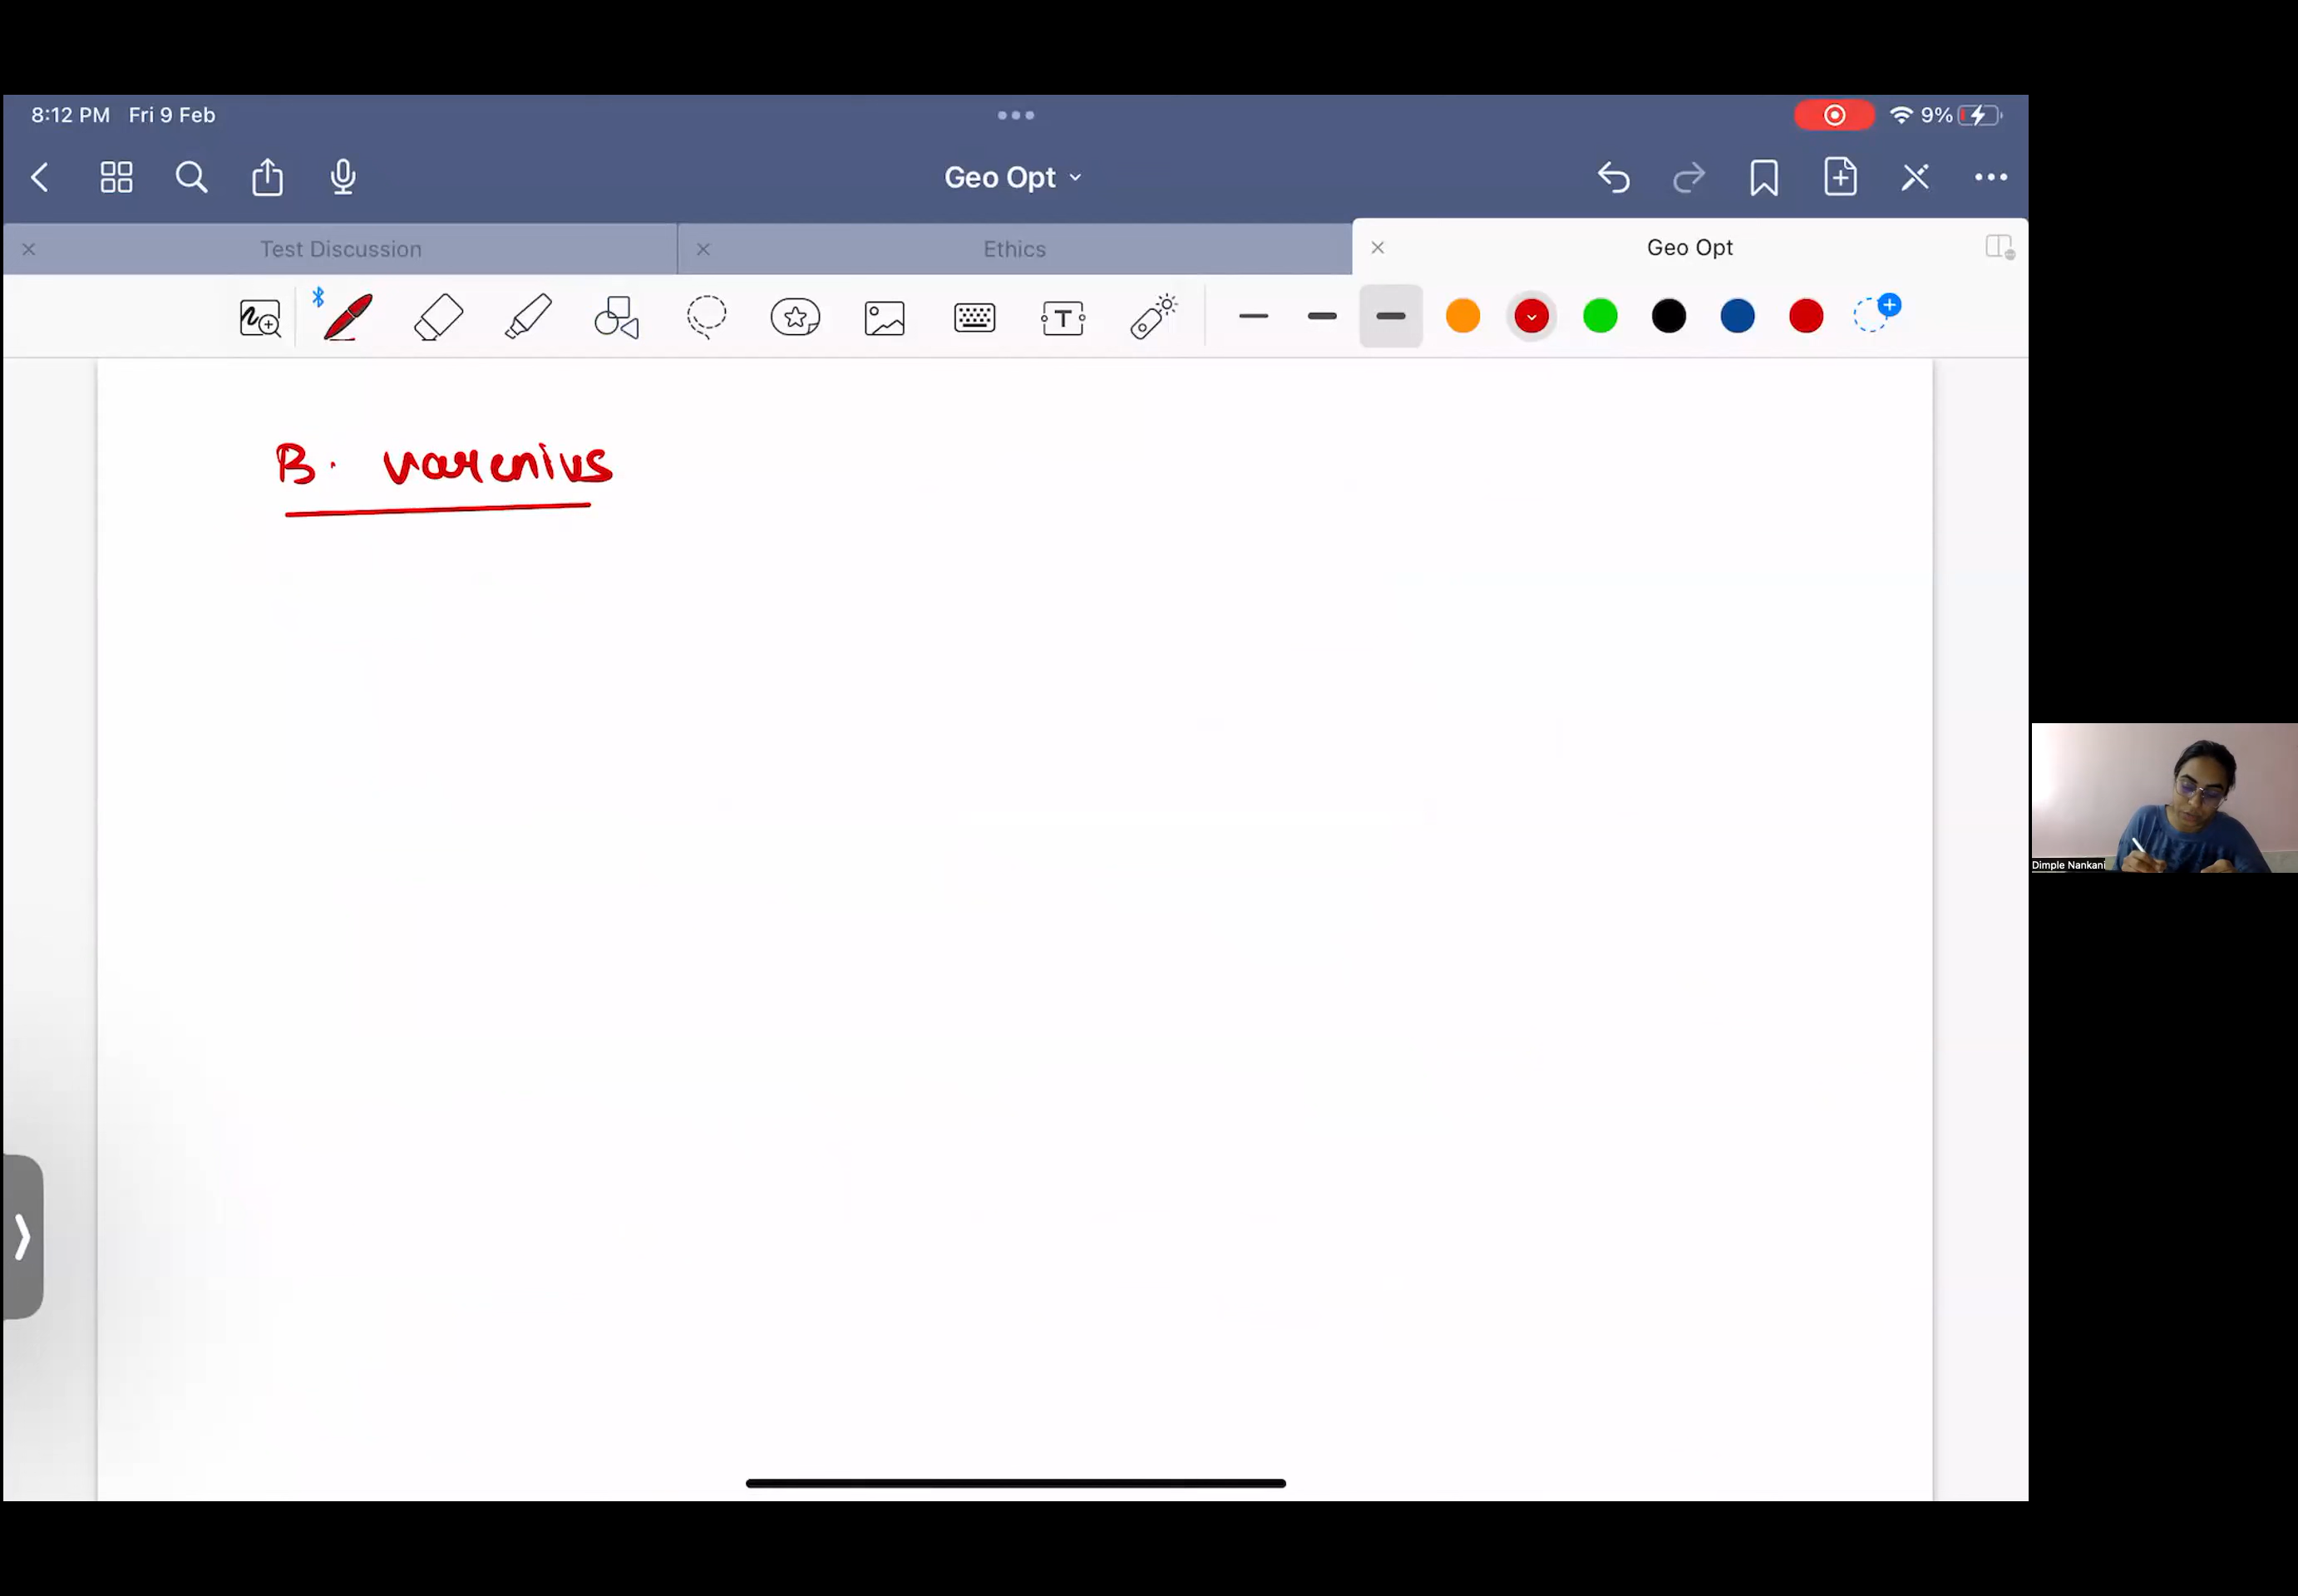 8:12 PM Fri 9 Feb
9%
Geo Opt
Test Discussion
Ethics
Geo Opt
T
B. varenius
Dimple Nankani